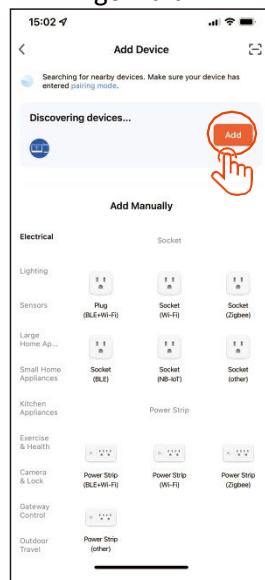 15:02
Add Device
Searching for nearby devices. Make sure your device has
entered pairing mode.
Discovering devices...
Add
Add Manually
Electrical
Socket
Lighting
Sensors
Plug
(BLE+Wi-Fi)
Socket
(Wi-Fi)
Socket
(Zigbee)
Large
Home Ap...
Small Home
Appliances
Socket
(BLE)
Socket
(NB-IoT)
Socket
(other)
Kitchen
Appliances
Power Strip
Exercise
& Health
Camera
& Lock
Power Strip
(BLE+Wi-Fi)
Power Strip
(Wi-Fi)
Power Strip
(Zigbee)
Gateway
Control
Outdoor
Travel
Power Strip
(other)